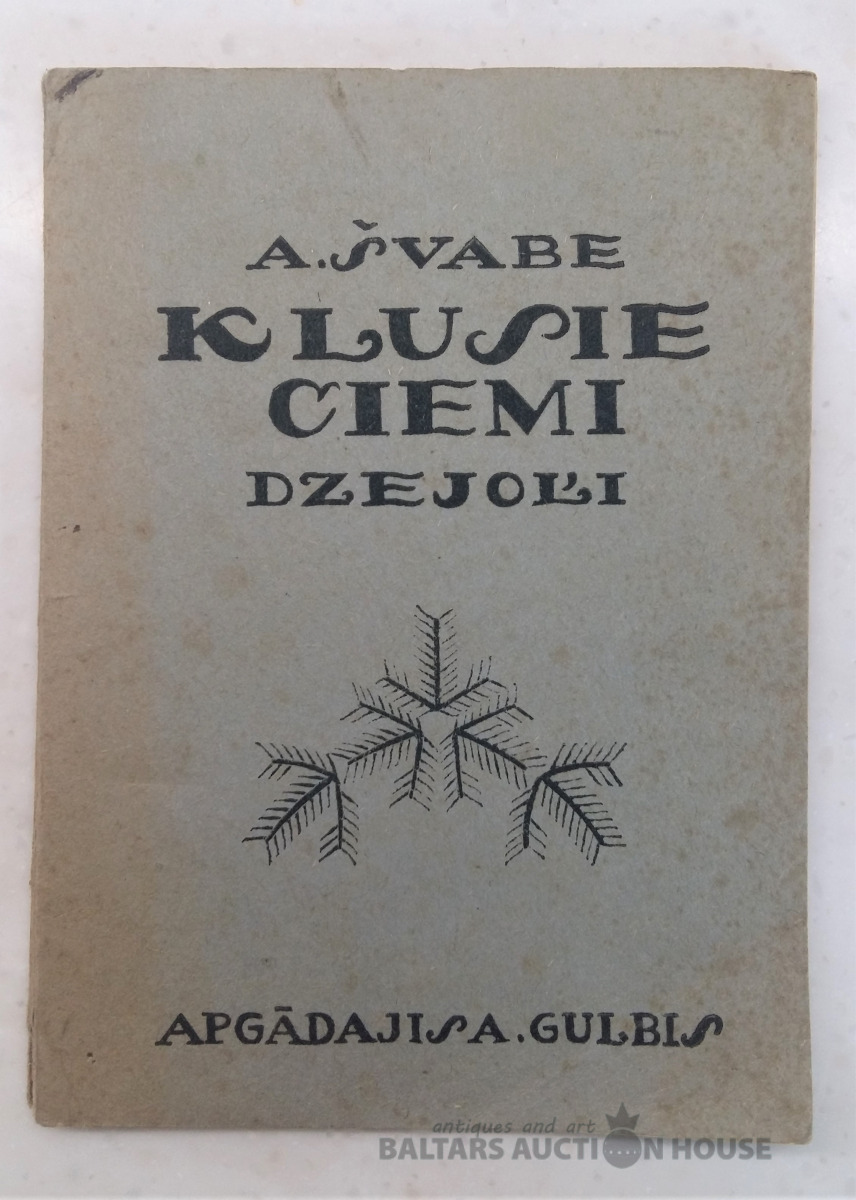 A. ŠVABE
KLUSIE
CIEMI
DZEJOĻI
APGĀDAJIS A. GULBIS
antiques and art
BALTARS AUCTION HOUSE